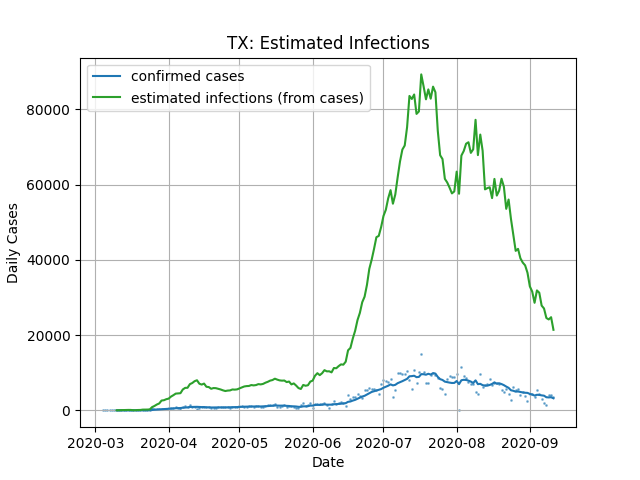 TX: Estimated Infections
confirmed cases
estimated infections (from cases)
80000
60000
40000
20000
0
Daily Cases
2020-03 2020-04 2020-05 2020-06 2020-07 2020-08 2020-09
Date